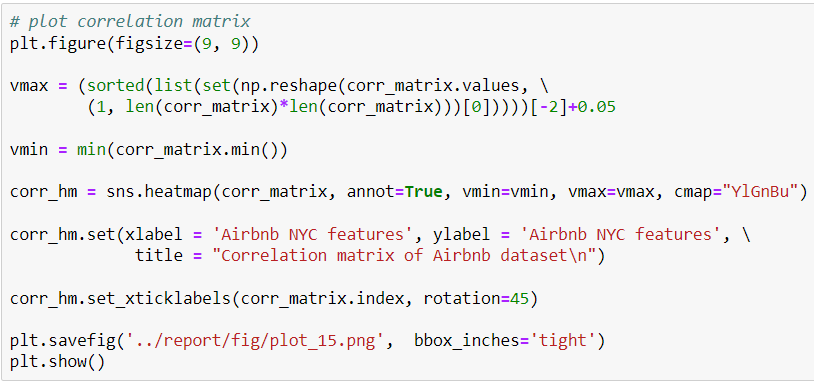 # plot correlation matrix
plt.figure(figsize=(9, 9))
vmax = (sorted(list(set(np.reshape(corr_matrix.values, \
(1, len(corr_matrix)*len(corr_matrix)))[0]))))[-2]+0.05
vmin = min(corr_matrix.min())
corr_hm = sns.heatmap(corr_matrix, annot=True, vmin=vmin, vmax=vmax, cmap="YlGnBu")
corr_hm.set(xlabel = 'Airbnb NYC features', ylabel = 'Airbnb NYC features', \
title = "Correlation matrix of Airbnb dataset\n")
corr_hm.set_xticklabels(corr_matrix.index, rotation=45)
plt.savefig('../report/fig/plot_15.png',  bbox_inches='tight')
plt.show()